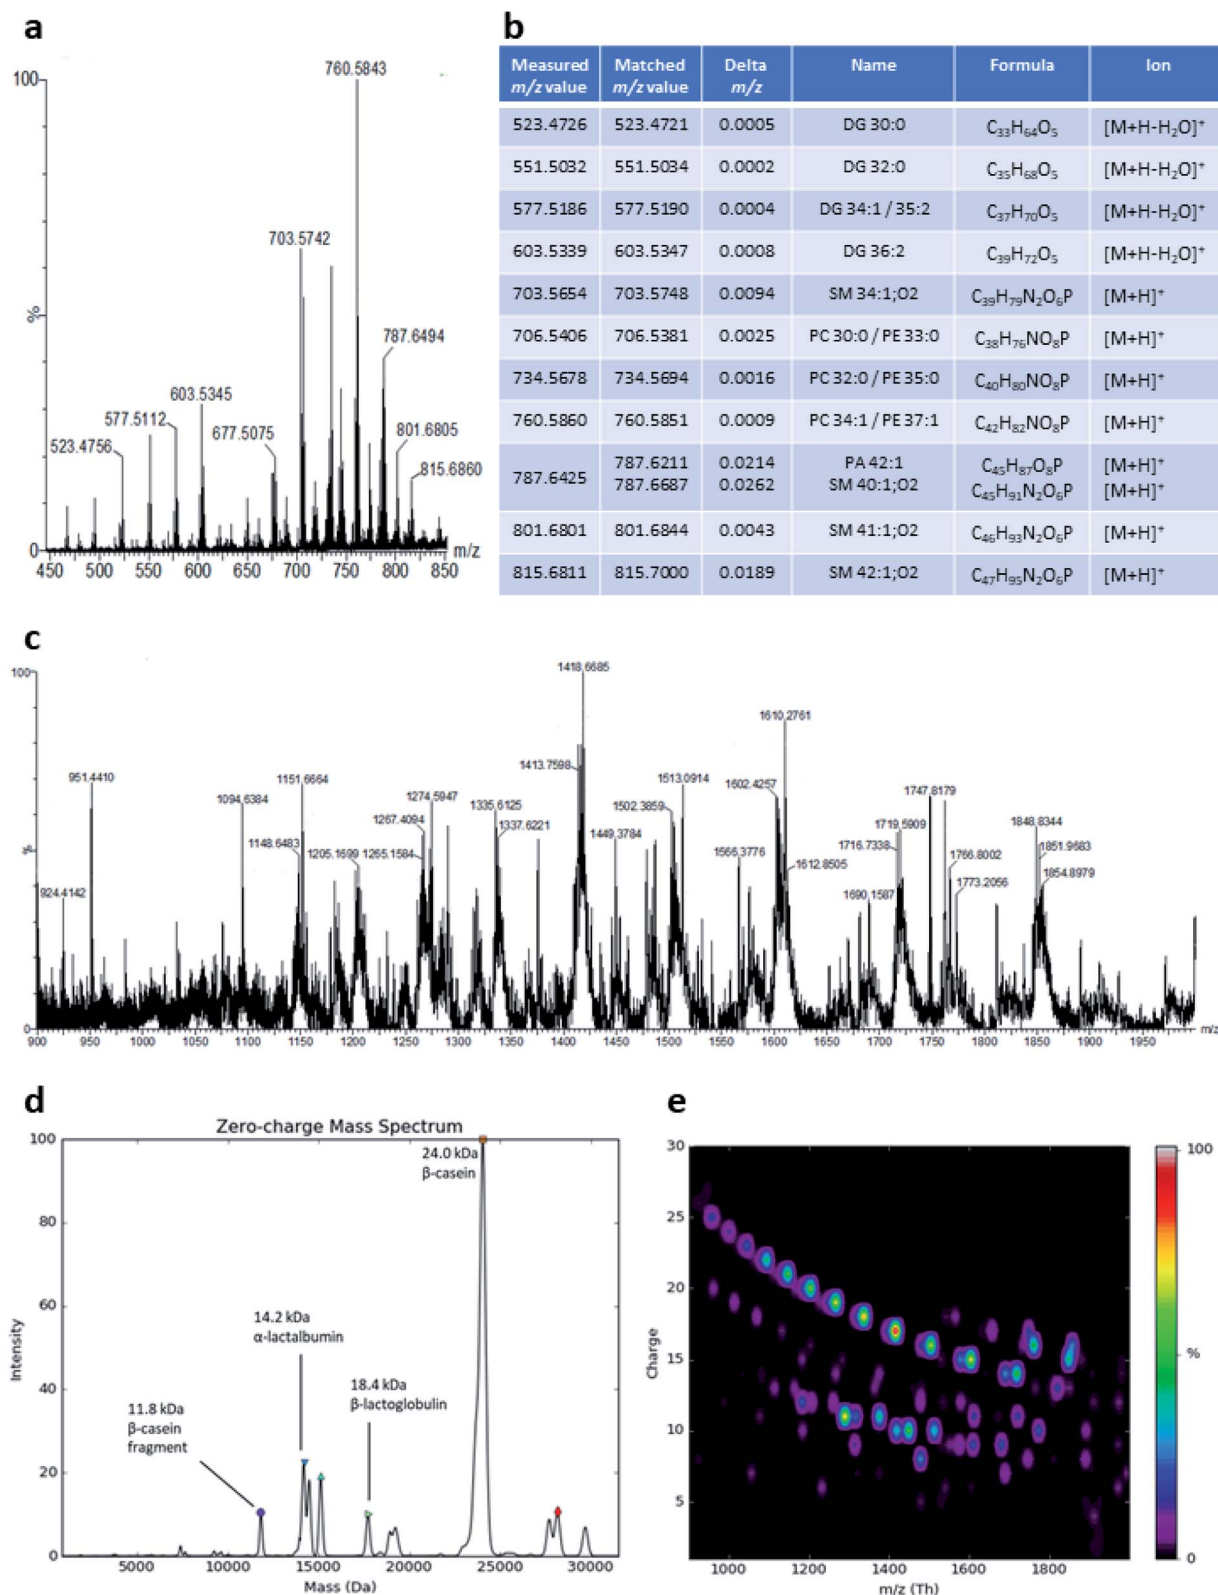 a
100
%
0
760.5843
703.5742
787.6494
603.5345
577.5112
523.4756
677.5075
801.6805
815.6860
m/z
450 500 550 600 650 700 750 800 850
b
Measured m/z value Matched m/z value Delta m/z Name Formula Ion
523.4726 523.4721 0.0005 DG 30:0 C₃₃H₆₄O₅ [M+H-H₂O]⁺
551.5032 551.5034 0.0002 DG 32:0 C₃₅H₆₈O₅ [M+H-H₂O]⁺
577.5186 577.5190 0.0004 DG 34:1 / 35:2 C₃₇H₇₀O₅ [M+H-H₂O]⁺
603.5339 603.5347 0.0008 DG 36:2 C₃₉H₇₂O₅ [M+H-H₂O]⁺
703.5654 703.5748 0.0094 SM 34:1;O2 C₃₉H₇₉N₂O₆P [M+H]⁺
706.5406 706.5381 0.0025 PC 30:0 / PE 33:0 C₃₈H₇₆NO₈P [M+H]⁺
734.5678 734.5694 0.0016 PC 32:0 / PE 35:0 C₄₀H₈₀NO₈P [M+H]⁺
760.5860 760.5851 0.0009 PC 34:1 / PE 37:1 C₄₂H₈₂NO₈P [M+H]⁺
787.6425 787.6211 0.0214 PA 42:1 C₄₅H₈₇O₈P [M+H]⁺
787.6687 0.0262 SM 40:1;O2 C₄₅H₉₁N₂O₆P [M+H]⁺
801.6801 801.6844 0.0043 SM 41:1;O2 C₄₆H₉₃N₂O₆P [M+H]⁺
815.6811 815.7000 0.0189 SM 42:1;O2 C₄₇H₉₅N₂O₆P [M+H]⁺
c
100
%
0
924.4142
951.4410
1094.6384
1148.6483
1151.6664
1205.1699
1265.1584
1267.4094
1274.5947
1335.6125
1337.6221
1413.7598
1418.6685
1449.3784
1502.3859
1513.0914
1566.3776
1602.4257
1610.2761
1612.8505
1690.1587
1716.7338
1719.5909
1747.8179
1766.8002
1773.2056
1848.8344
1851.9683
1854.8979
m/z
900 950 1000 1050 1100 1150 1200 1250 1300 1350 1400 1450 1500 1550 1600 1650 1700 1750 1800 1850 1900 1950
d
Zero-charge Mass Spectrum
Intensity
100
80
60
40
20
0
24.0 kDa
β-casein
14.2 kDa
α-lactalbumin
18.4 kDa
β-lactoglobulin
11.8 kDa
β-casein
fragment
5000 10000 15000 20000 25000 30000
Mass (Da)
e
Charge
30
25
20
15
10
5
1000 1200 1400 1600 1800
m/z (Th)
100
%
0